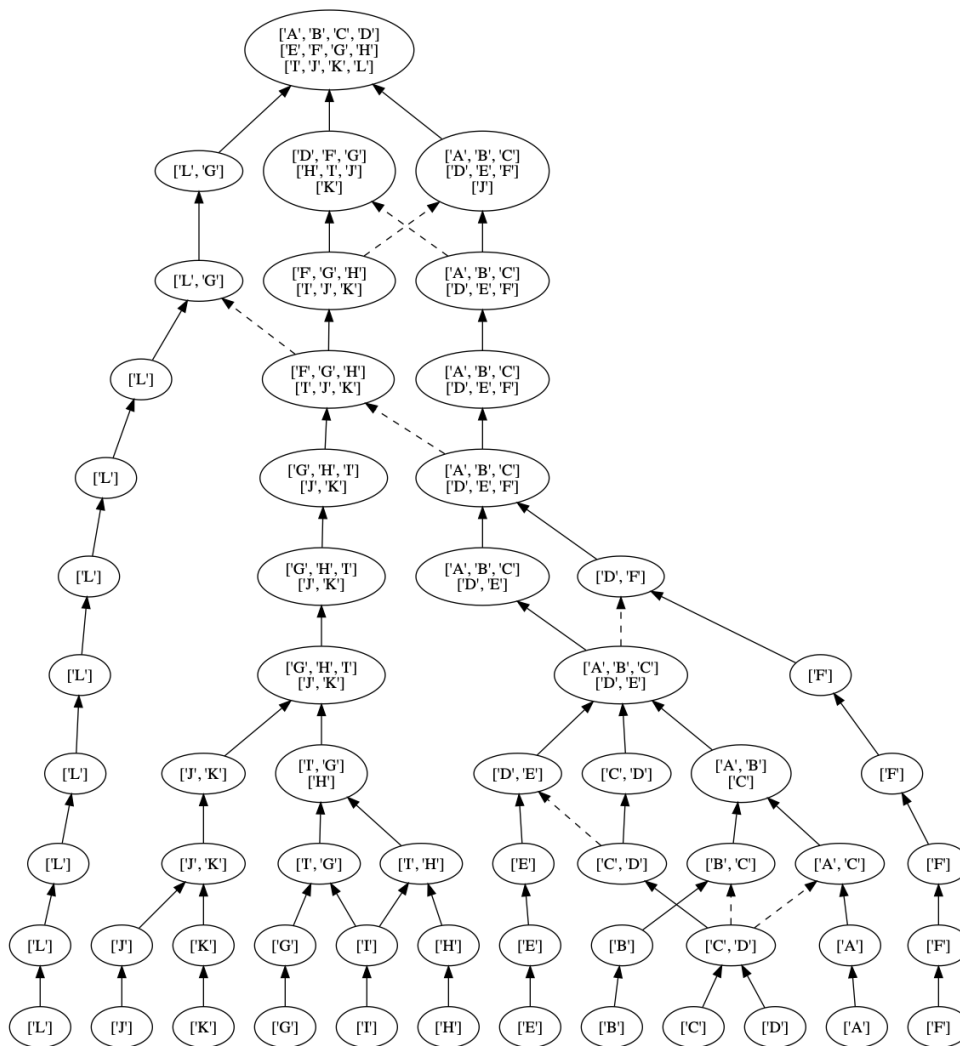 ['A', 'B', 'C', 'D']
['E', 'F', 'G', 'H']
['I', 'J', 'K', 'L']
['L', 'G']
['D', 'F', 'G']
['H', 'I', 'J']
['K']
['A', 'B', 'C']
['D', 'E', 'F']
['J']
['L', 'G']
['F', 'G', 'H']
['I', 'J', 'K']
['A', 'B', 'C']
['D', 'E', 'F']
['L']
['F', 'G', 'H']
['I', 'J', 'K']
['A', 'B', 'C']
['D', 'E', 'F']
['L']
['G', 'H', 'I']
['J', 'K']
['A', 'B', 'C']
['D', 'E', 'F']
['L']
['G', 'H', 'I']
['J', 'K']
['A', 'B', 'C']
['D', 'E']
['D', 'F']
['L']
['G', 'H', 'I']
['J', 'K']
['A', 'B', 'C']
['D', 'E']
['F']
['L']
['J', 'K']
['I', 'G']
['H']
['D', 'E']
['C', 'D']
['A', 'B']
['C']
['F']
['L']
['J', 'K']
['I', 'G']
['I', 'H']
['E']
['C', 'D']
['B', 'C']
['A', 'C']
['F']
['L']
['J']
['K']
['G']
['I']
['H']
['E']
['B']
['C', 'D']
['A']
['F']
['L']
['J']
['K']
['G']
['I']
['H']
['E']
['B']
['C']
['D']
['A']
['F']